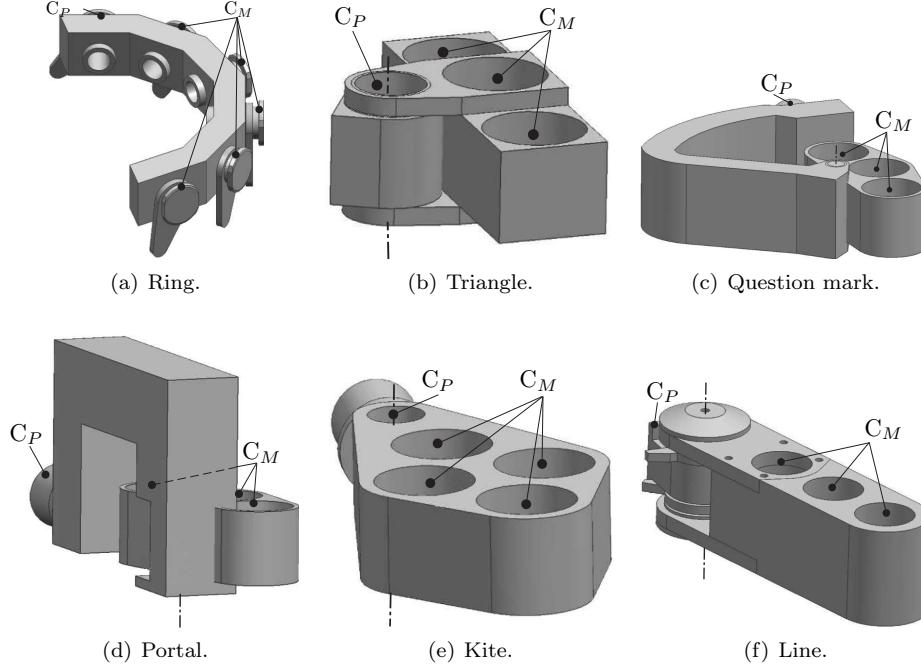 C_P C_M
C_P C_M
C_P
C_M
(a) Ring. (b) Triangle. (c) Question mark.
C_P C_M
C_P C_M
C_P C_M
(d) Portal. (e) Kite. (f) Line.